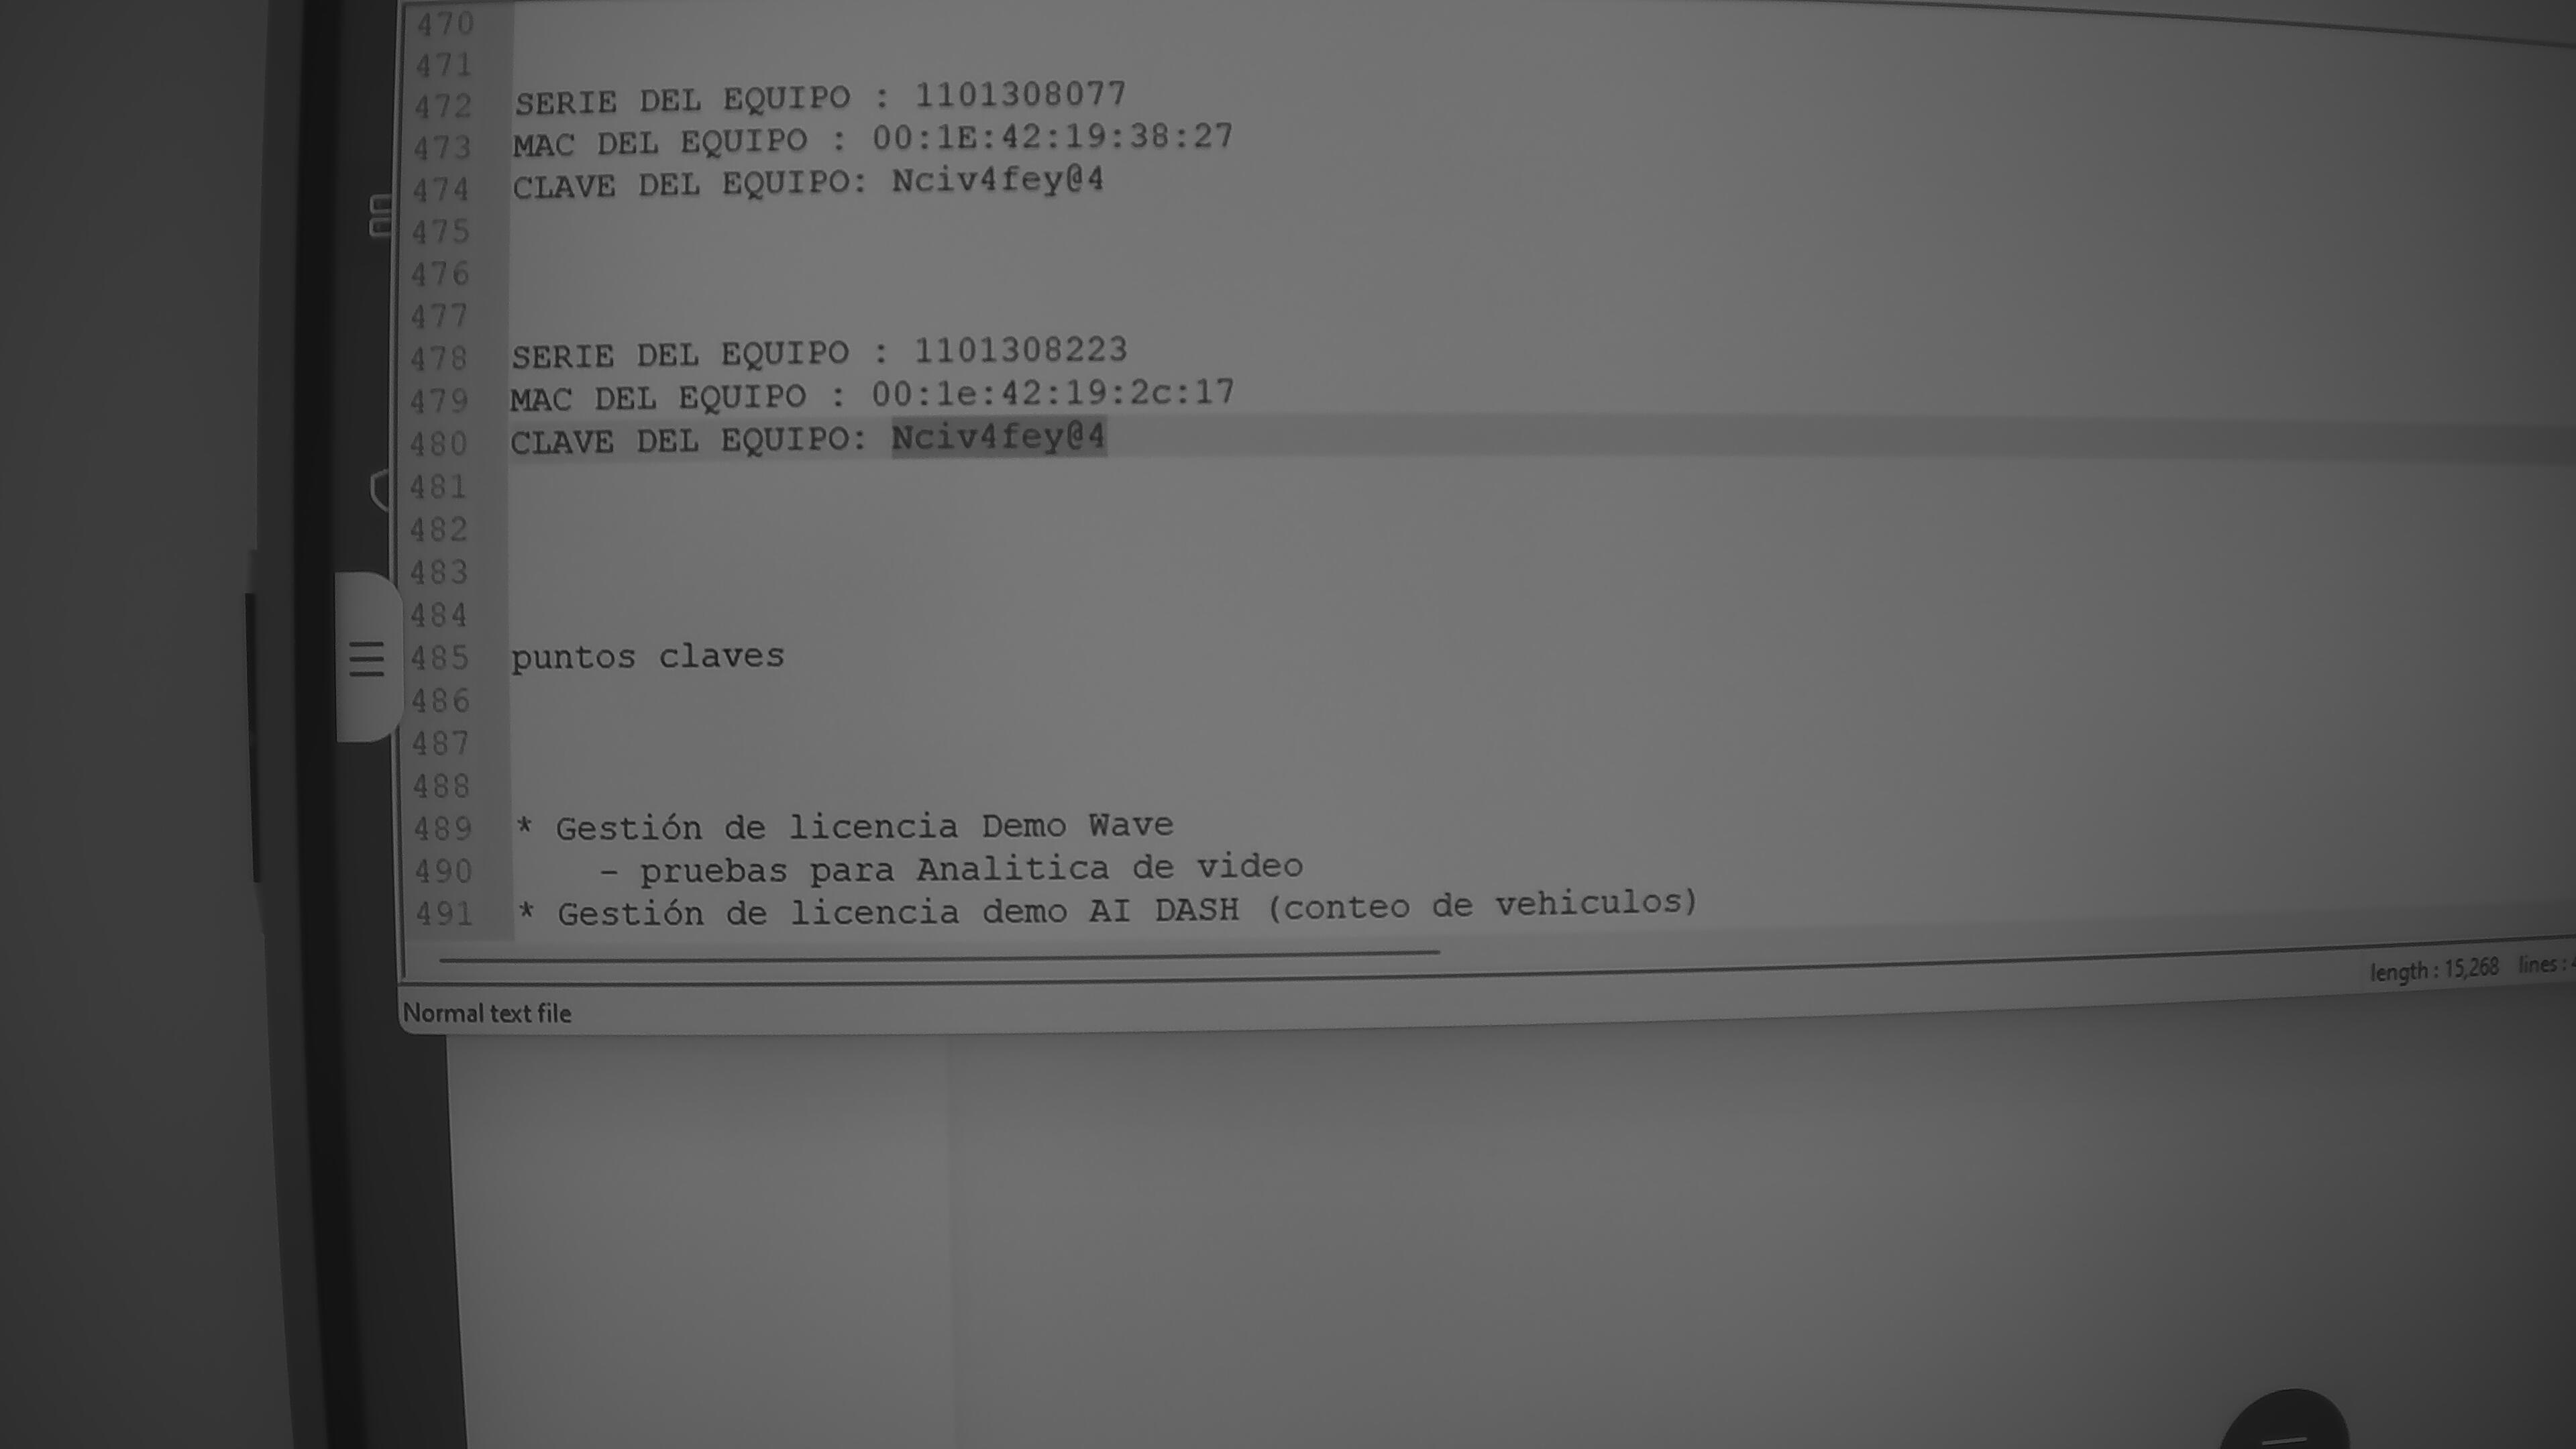 470
471
472 SERIE DEL EQUIPO : 1101308077
473 MAC DEL EQUIPO : 00:1E:42:19:38:27
474 CLAVE DEL EQUIPO: Nciv4fey@4
475
476
477
478 SERIE DEL EQUIPO : 1101308223
479 MAC DEL EQUIPO : 00:1e:42:19:2c:17
480 CLAVE DEL EQUIPO: Nciv4fey@4
481
482
483
484
485 puntos claves
486
487
488
489 * Gestión de licencia Demo Wave
490 - pruebas para Analitica de video
491 * Gestión de licencia demo AI DASH (conteo de vehiculos)
length : 15,268 lines :
Normal text file